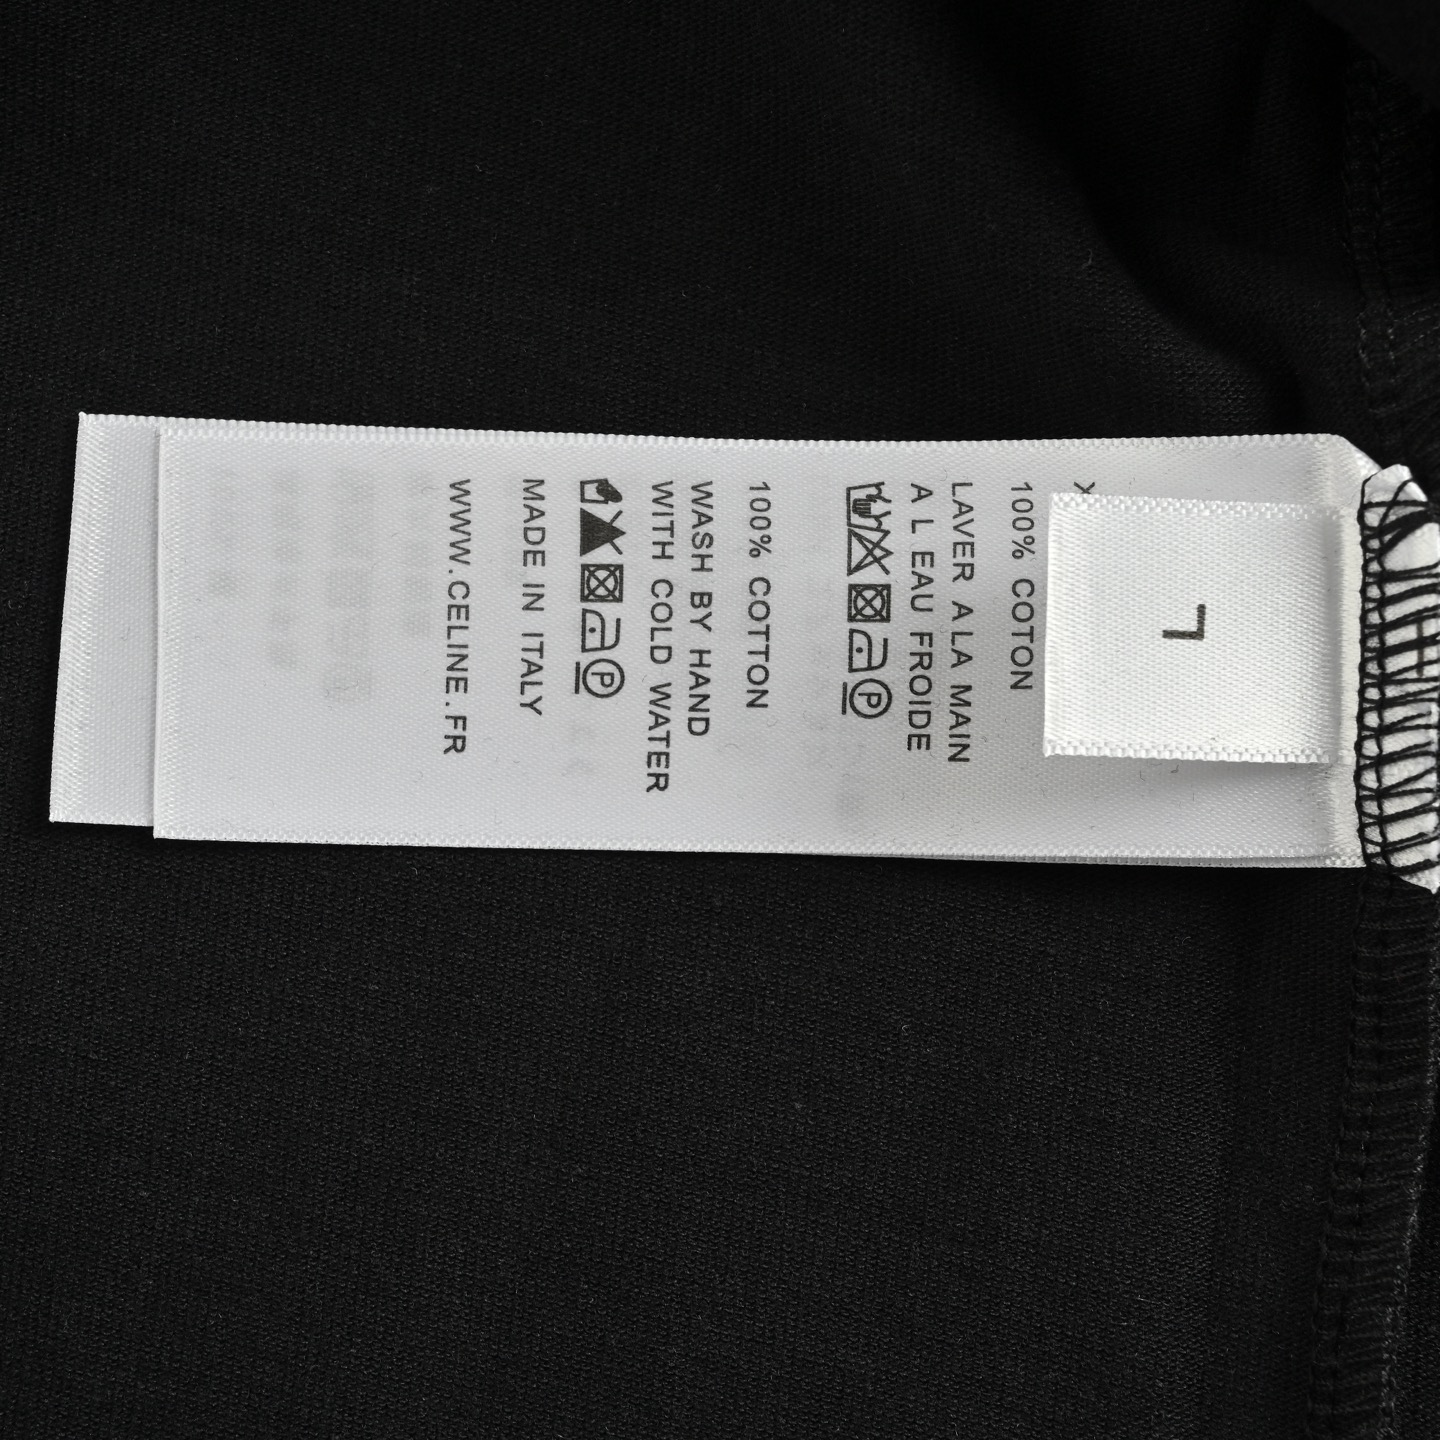 L
100% COTON
LAVER A LA MAIN
A L EAU FROIDE
P
100% COTTON
WASH BY HAND
WITH COLD WATER
P
MADE IN ITALY
WWW.CELINE.FR